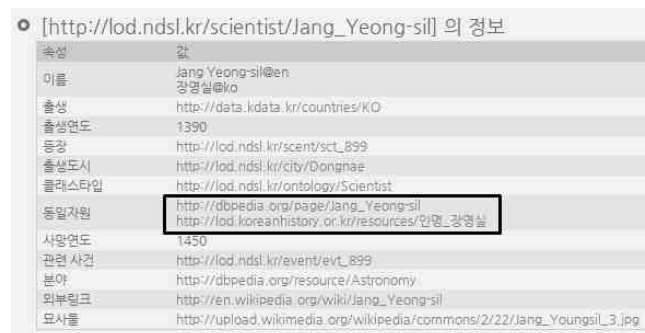 [http://lod.ndsl.kr/scientist/Jang_Yeong-sil] 의 정보
속성 값
이름 Jang Yeong-sil@en
장영실@ko
출생 http://data.kdata.kr/countries/KO
출생연도 1390
등장 http://lod.ndsl.kr/scent/sct_899
출생도시 http://lod.ndsl.kr/city/Dongnae
클래스타입 http://lod.ndsl.kr/ontology/Scientist
동일자원 http://dbpedia.org/page/Jang_Yeong-sil
http://lod.koreanhistory.or.kr/resources/인명_장영실
사망연도 1450
관련 사건 http://lod.ndsl.kr/event/evt_899
분야 http://dbpedia.org/resource/Astronomy
외부링크 http://en.wikipedia.org/wiki/Jang_Yeong-sil
묘사물 http://upload.wikimedia.org/wikipedia/commons/2/22/Jang_Youngsil_3.jpg